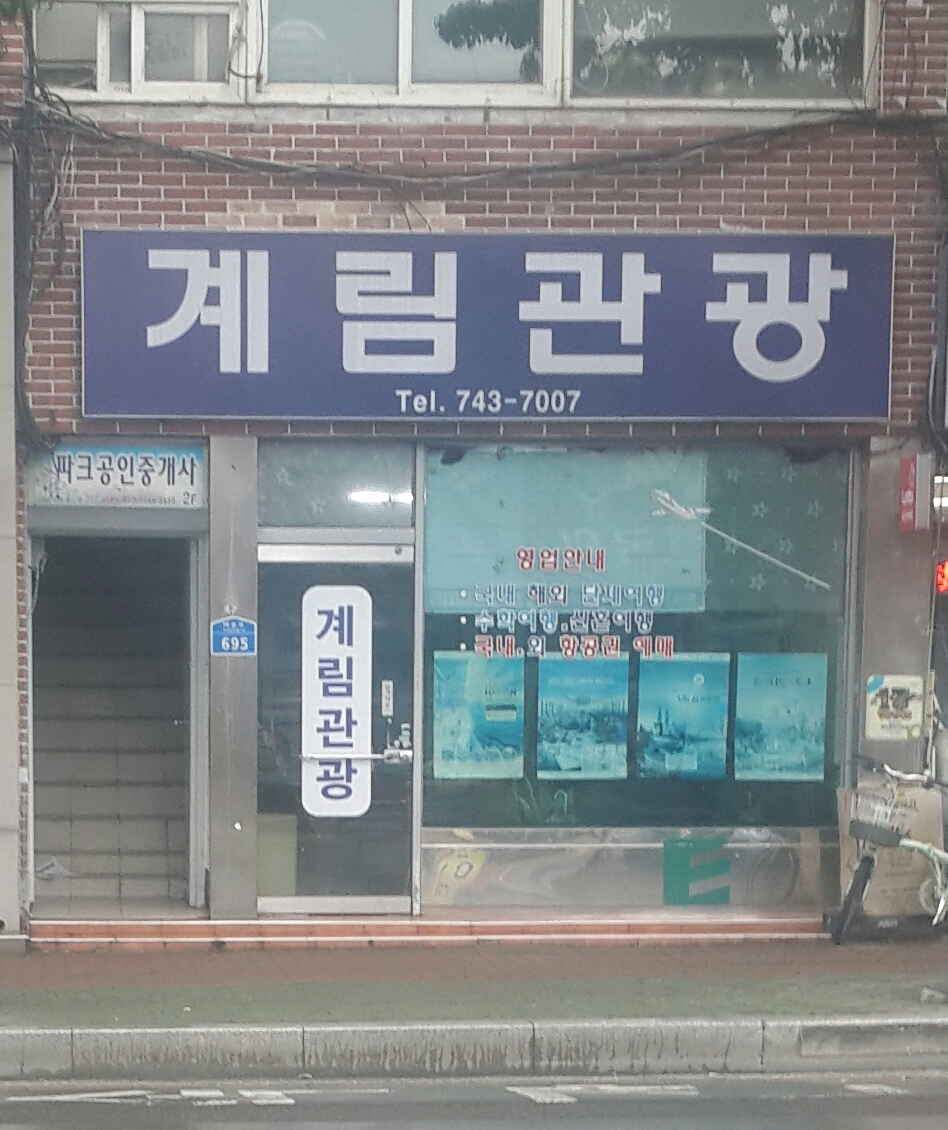 계림관광
Tel. 743-7007
파크공인중개사
2F
영업안내
· 국내 해외 단체여행
· 수학여행.신혼여행
· 국내.외 항공권 예매
695
계림관광